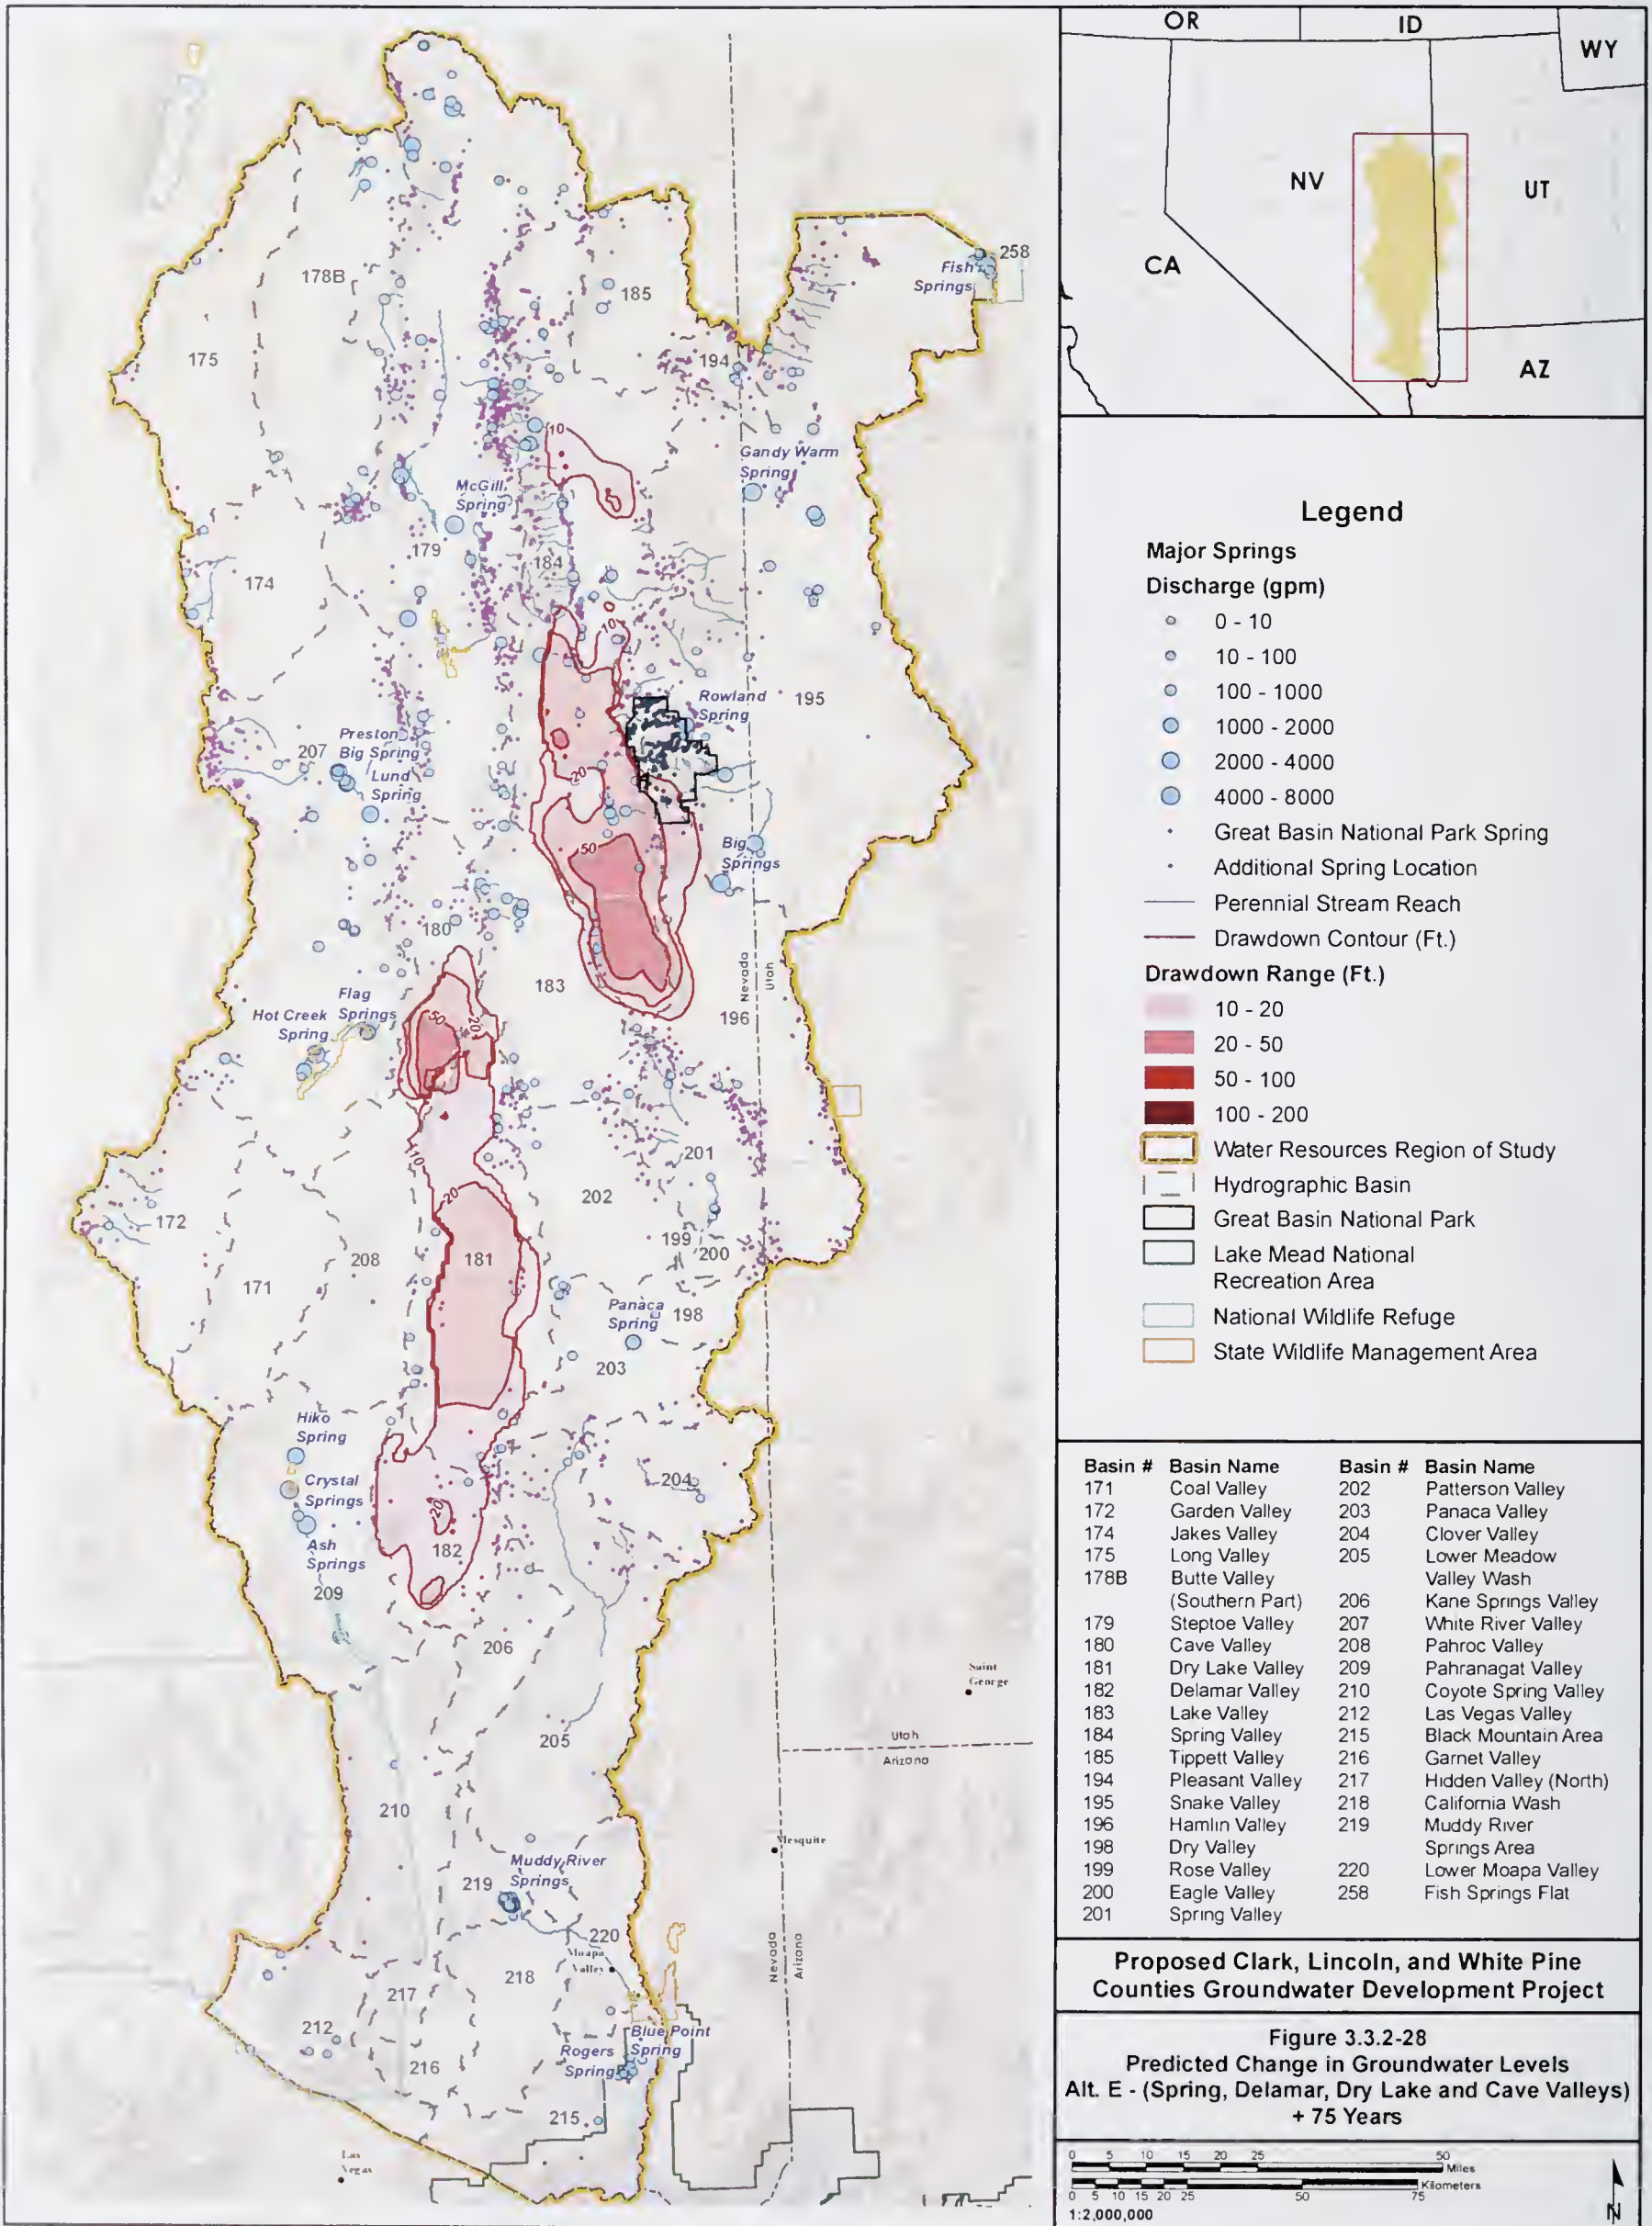 OR
ID
WY
NV
UT
CA
AZ
258
Fish
Springs
178B
185
175
194
10
Gandy Warm
Spring
McGill
Spring
179
184
174
10
Rowland
Spring
195
Preston
Big Spring
207
Lund
Spring
20
50
Big
Springs
180
183
Nevada
Utah
196
Flag
Springs
Hot Creek
Spring
50
20
10
201
202
20
172
199
200
208
181
171
Panaca
Spring
198
203
Hiko
Spring
Crystal
Springs
204
20
Ash
Springs
182
209
206
Saint
George
205
Utah
Arizona
210
Mesquite
Muddy River
Springs
219
220
Moapa
Valley
Nevada
Arizona
218
217
212
Blue Point
Spring
Rogers
Spring
216
215
Las
Vegas
Legend
Major Springs
Discharge (gpm)
0 - 10
10 - 100
100 - 1000
1000 - 2000
2000 - 4000
4000 - 8000
Great Basin National Park Spring
Additional Spring Location
Perennial Stream Reach
Drawdown Contour (Ft.)
Drawdown Range (Ft.)
10 - 20
20 - 50
50 - 100
100 - 200
Water Resources Region of Study
Hydrographic Basin
Great Basin National Park
Lake Mead National
Recreation Area
National Wildlife Refuge
State Wildlife Management Area
Basin # Basin Name Basin # Basin Name
171 Coal Valley 202 Patterson Valley
172 Garden Valley 203 Panaca Valley
174 Jakes Valley 204 Clover Valley
175 Long Valley 205 Lower Meadow
178B Butte Valley Valley Wash
(Southern Part) 206 Kane Springs Valley
179 Steptoe Valley 207 White River Valley
180 Cave Valley 208 Pahroc Valley
181 Dry Lake Valley 209 Pahranagat Valley
182 Delamar Valley 210 Coyote Spring Valley
183 Lake Valley 212 Las Vegas Valley
184 Spring Valley 215 Black Mountain Area
185 Tippett Valley 216 Garnet Valley
194 Pleasant Valley 217 Hidden Valley (North)
195 Snake Valley 218 California Wash
196 Hamlin Valley 219 Muddy River
198 Dry Valley Springs Area
199 Rose Valley 220 Lower Moapa Valley
200 Eagle Valley 258 Fish Springs Flat
201 Spring Valley
Proposed Clark, Lincoln, and White Pine
Counties Groundwater Development Project
Figure 3.3.2-28
Predicted Change in Groundwater Levels
Alt. E - (Spring, Delamar, Dry Lake and Cave Valleys)
+ 75 Years
0 5 10 15 20 25 50
Miles
Kilometers
0 5 10 15 20 25 50 75
1:2,000,000
N